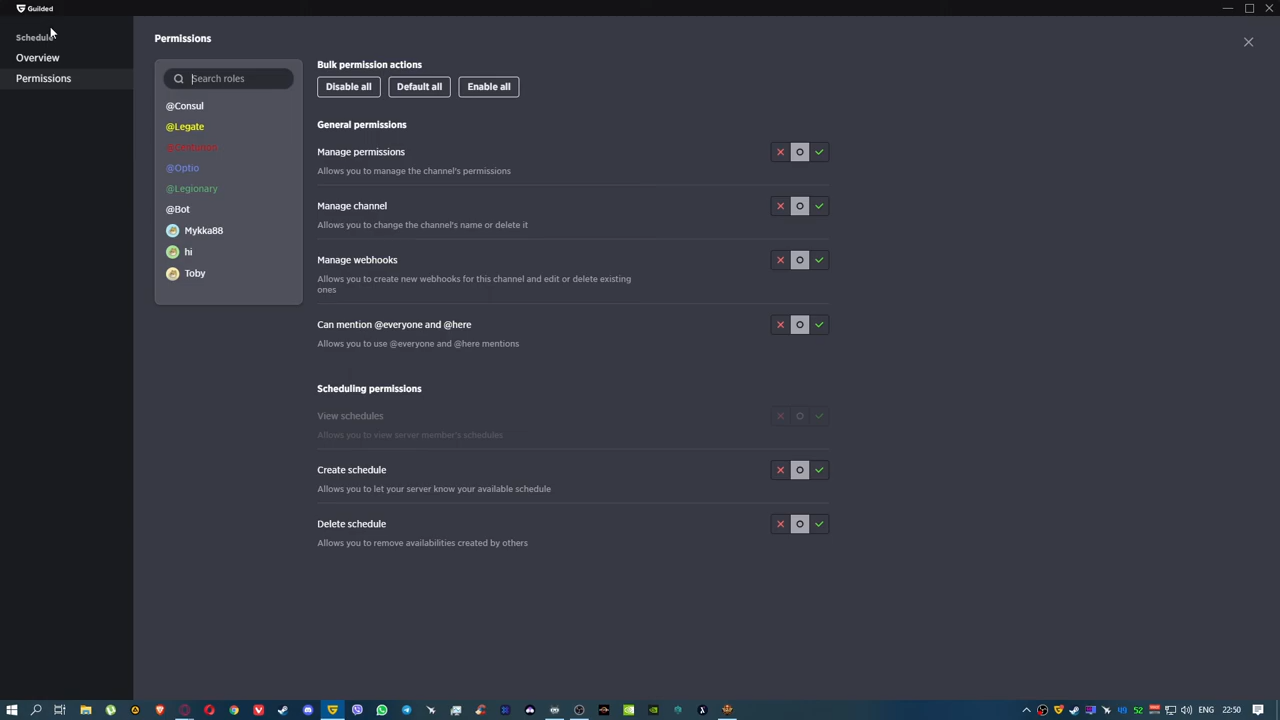 Guilded
Schedule
Overview
Permissions
Permissions
Search roles
@Consul
@Legate
@Centurion
@Optio
@Legionary
@Bot
Mykka88
hi
Toby
Bulk permission actions
Disable all
Default all
Enable all
General permissions
Manage permissions
Allows you to manage the channel's permissions
Manage channel
Allows you to change the channel's name or delete it
Manage webhooks
Allows you to create new webhooks for this channel and edit or delete existing
ones
Can mention @everyone and @here
Allows you to use @everyone and @here mentions
Scheduling permissions
View schedules
Allows you to view server member's schedules
Create schedule
Allows you to let your server know your available schedule
Delete schedule
Allows you to remove availabilities created by others
52
ENG
22:50